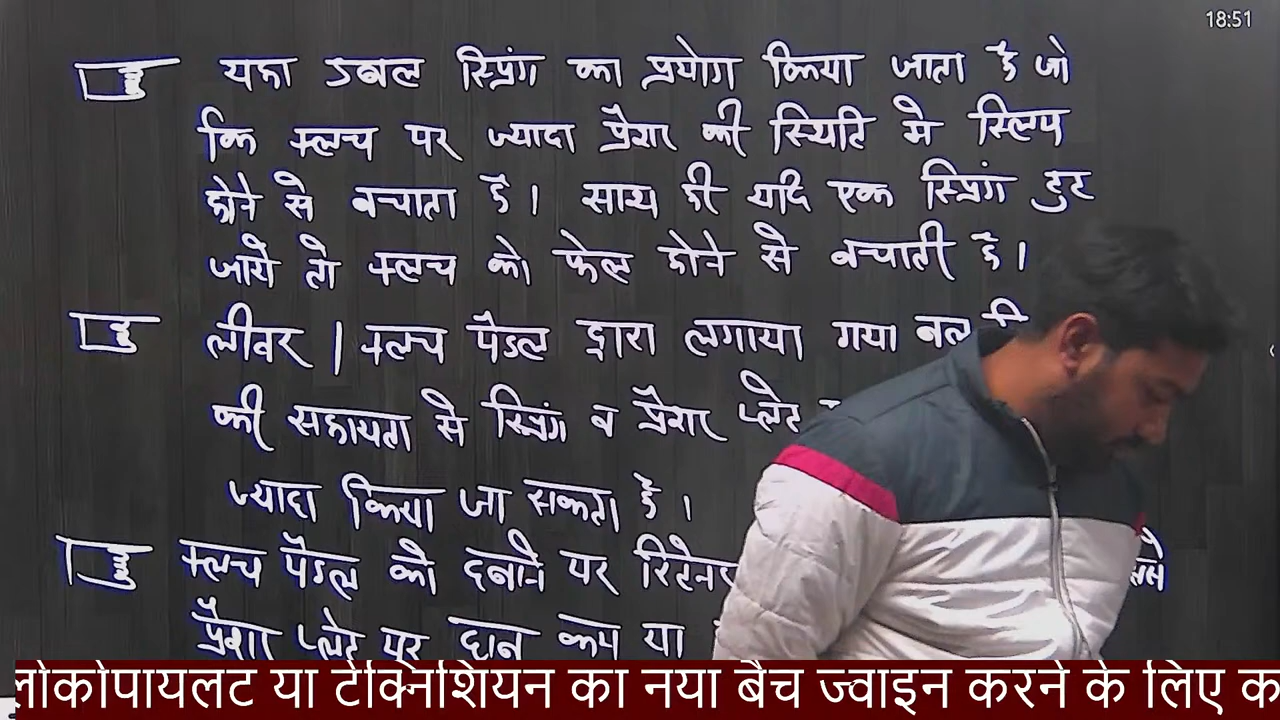 18:51
यहा डबल स्प्रिंग का प्रयोग किया जाता है जो
कि क्लच पर ज्यादा प्रैशर की स्थिति मे स्लिप
होने से बचाता है। साथ ही यदि एक स्प्रिंग टुट
जाये तो क्लच को फेल होने से बचाती है।
लीवर / क्लच पैडल द्वारा लगाया गया बल
की सहायता से स्प्रिंग व प्रैशर प्लेट
ज्यादा किया जा सकता है।
क्लच पैडल को दबाने पर
प्रैशर प्लेट पर दाब कम या
लोकोपायलट या टेक्निशियन का नया बैच ज्वाइन करने के लिए क